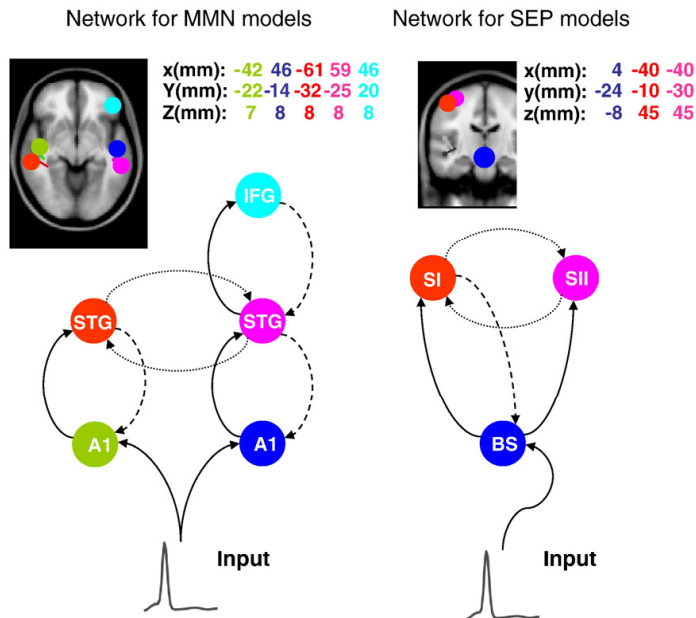 Network for MMN models
x(mm): -42 46 -61 59 46
Y(mm): -22 -14 -32 -25 20
Z(mm): 7 8 8 8 8
IFG
STG STG
A1 A1
Input
Network for SEP models
x(mm): 4 -40 -40
y(mm): -24 -10 -30
z(mm): -8 45 45
SI SII
BS
Input